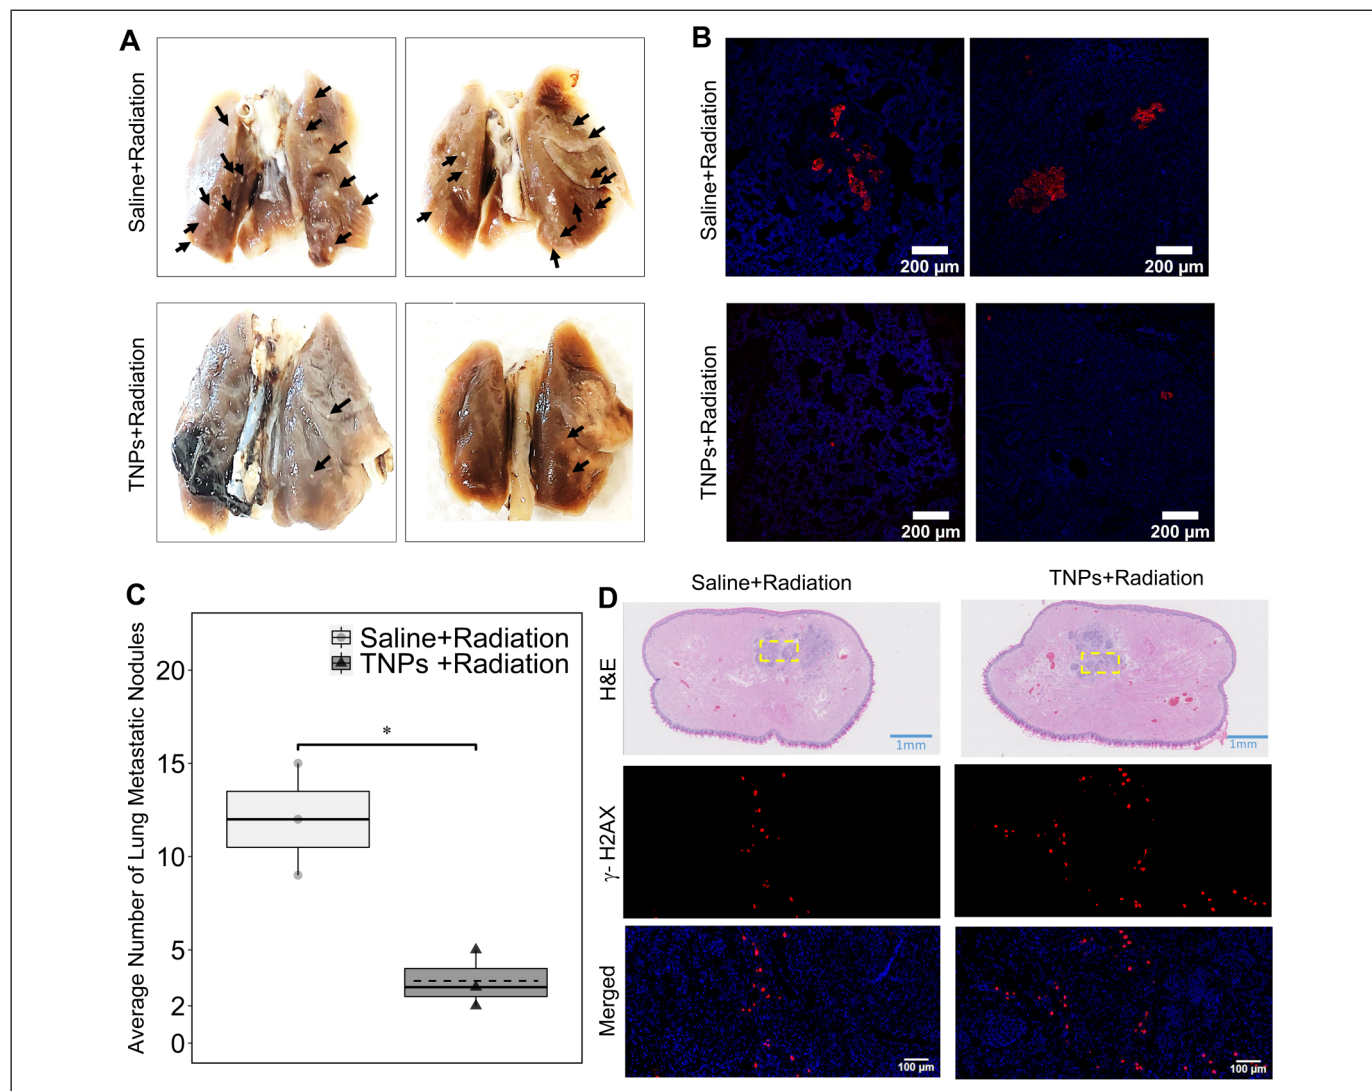 A
B
Saline+Radiation
Saline+Radiation
200 µm
200 µm
TNPs+Radiation
TNPs+Radiation
200 µm
200 µm
C
Average Number of Lung Metastatic Nodules
20
15
10
5
2
0
Saline+Radiation
TNPs +Radiation
*
D
Saline+Radiation
TNPs+Radiation
H&E
1mm
1mm
γ- H2AX
Merged
100 µm
100 µm